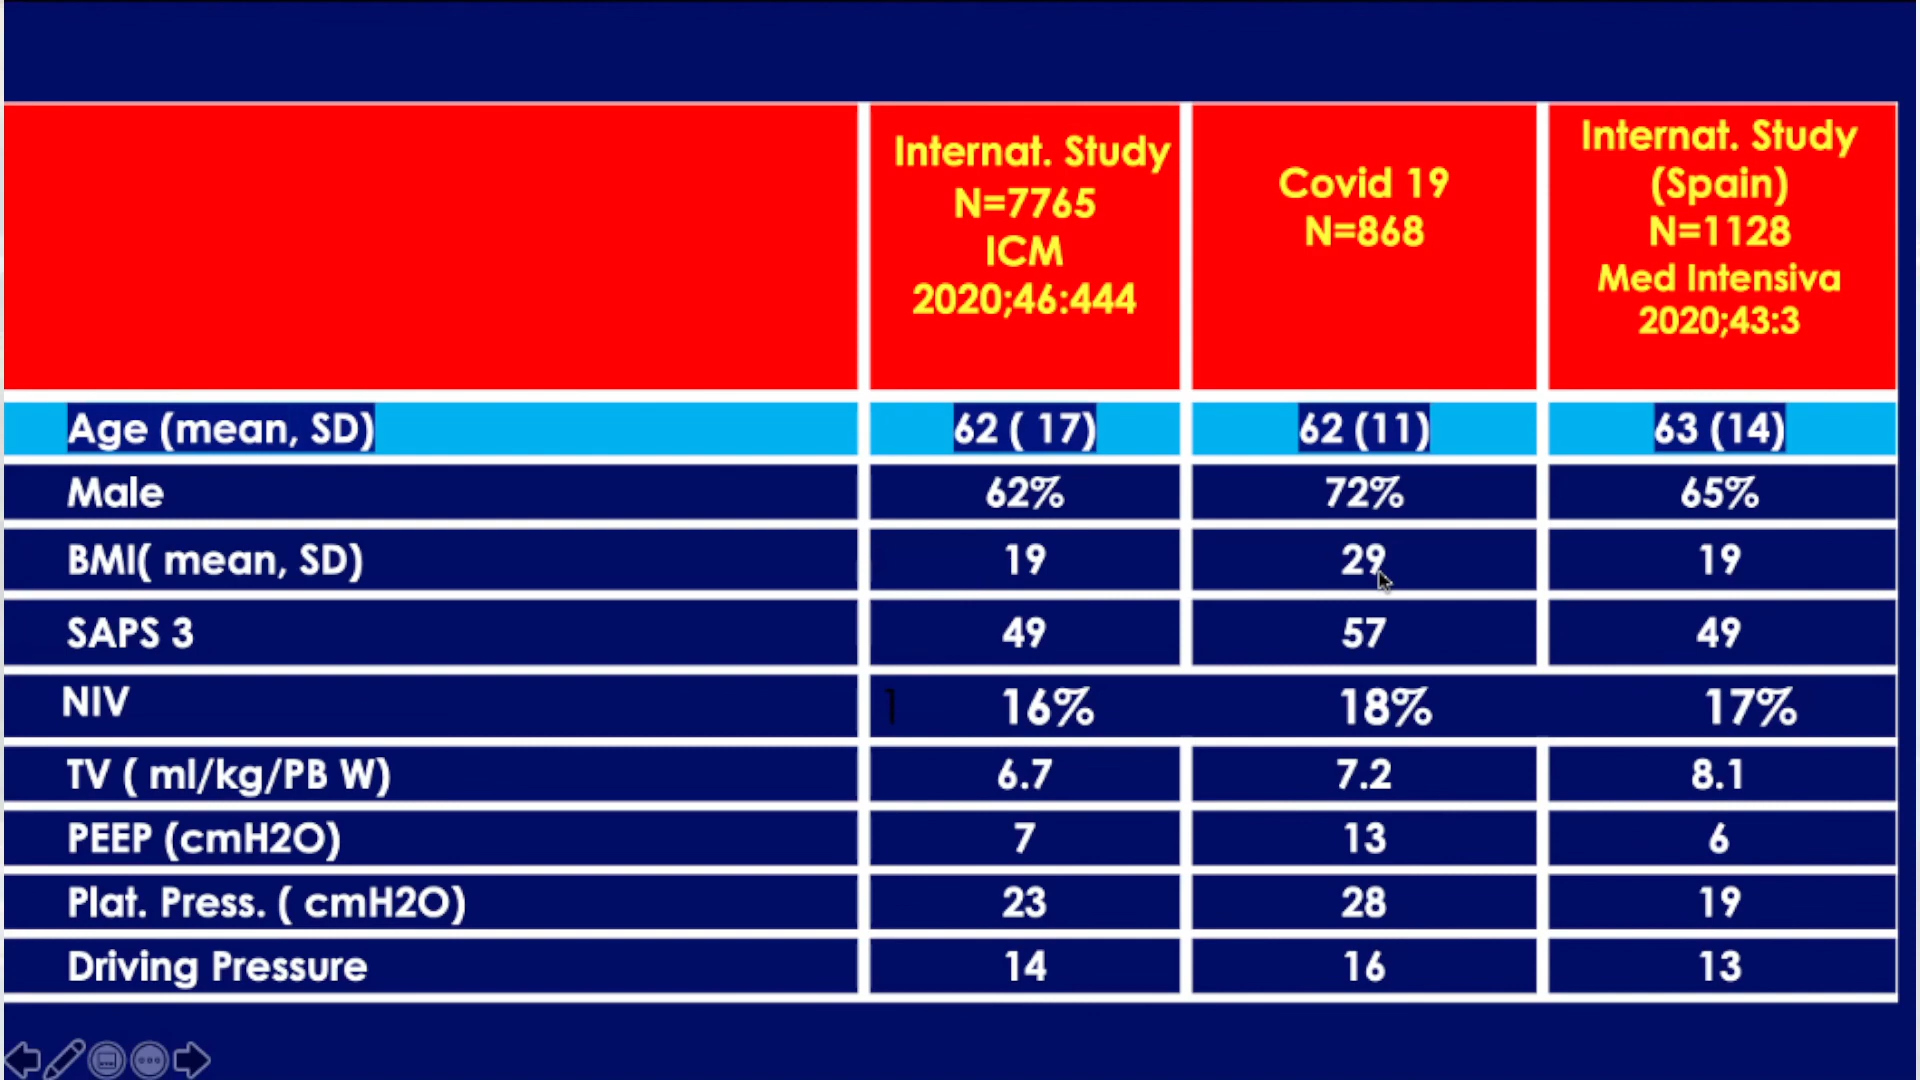 Internat. Study
N=7765
ICM
2020;46:444
Covid 19
N=868
Internat. Study
(Spain)
N=1128
Med Intensiva
2020;43:3
Age (mean, SD) 62 ( 17) 62 (11) 63 (14)
Male 62% 72% 65%
BMI( mean, SD) 19 29 19
SAPS 3 49 57 49
NIV 1 16% 18% 17%
TV ( ml/kg/PB W) 6.7 7.2 8.1
PEEP (cmH2O) 7 13 6
Plat. Press. ( cmH2O) 23 28 19
Driving Pressure 14 16 13